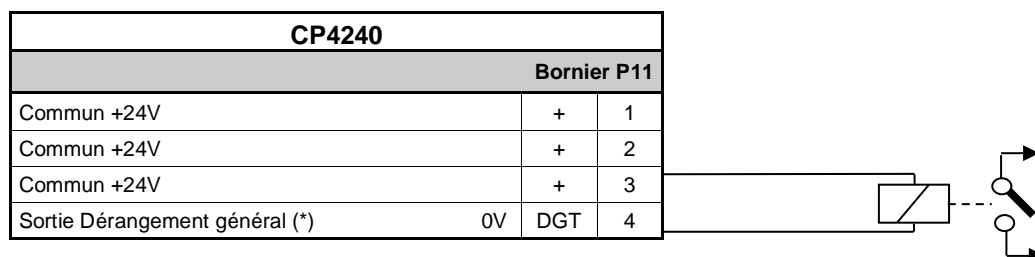 CP4240
Bornier P11
Commun +24V + 1
Commun +24V + 2
Commun +24V + 3
Sortie Dérangement général (*) 0V DGT 4